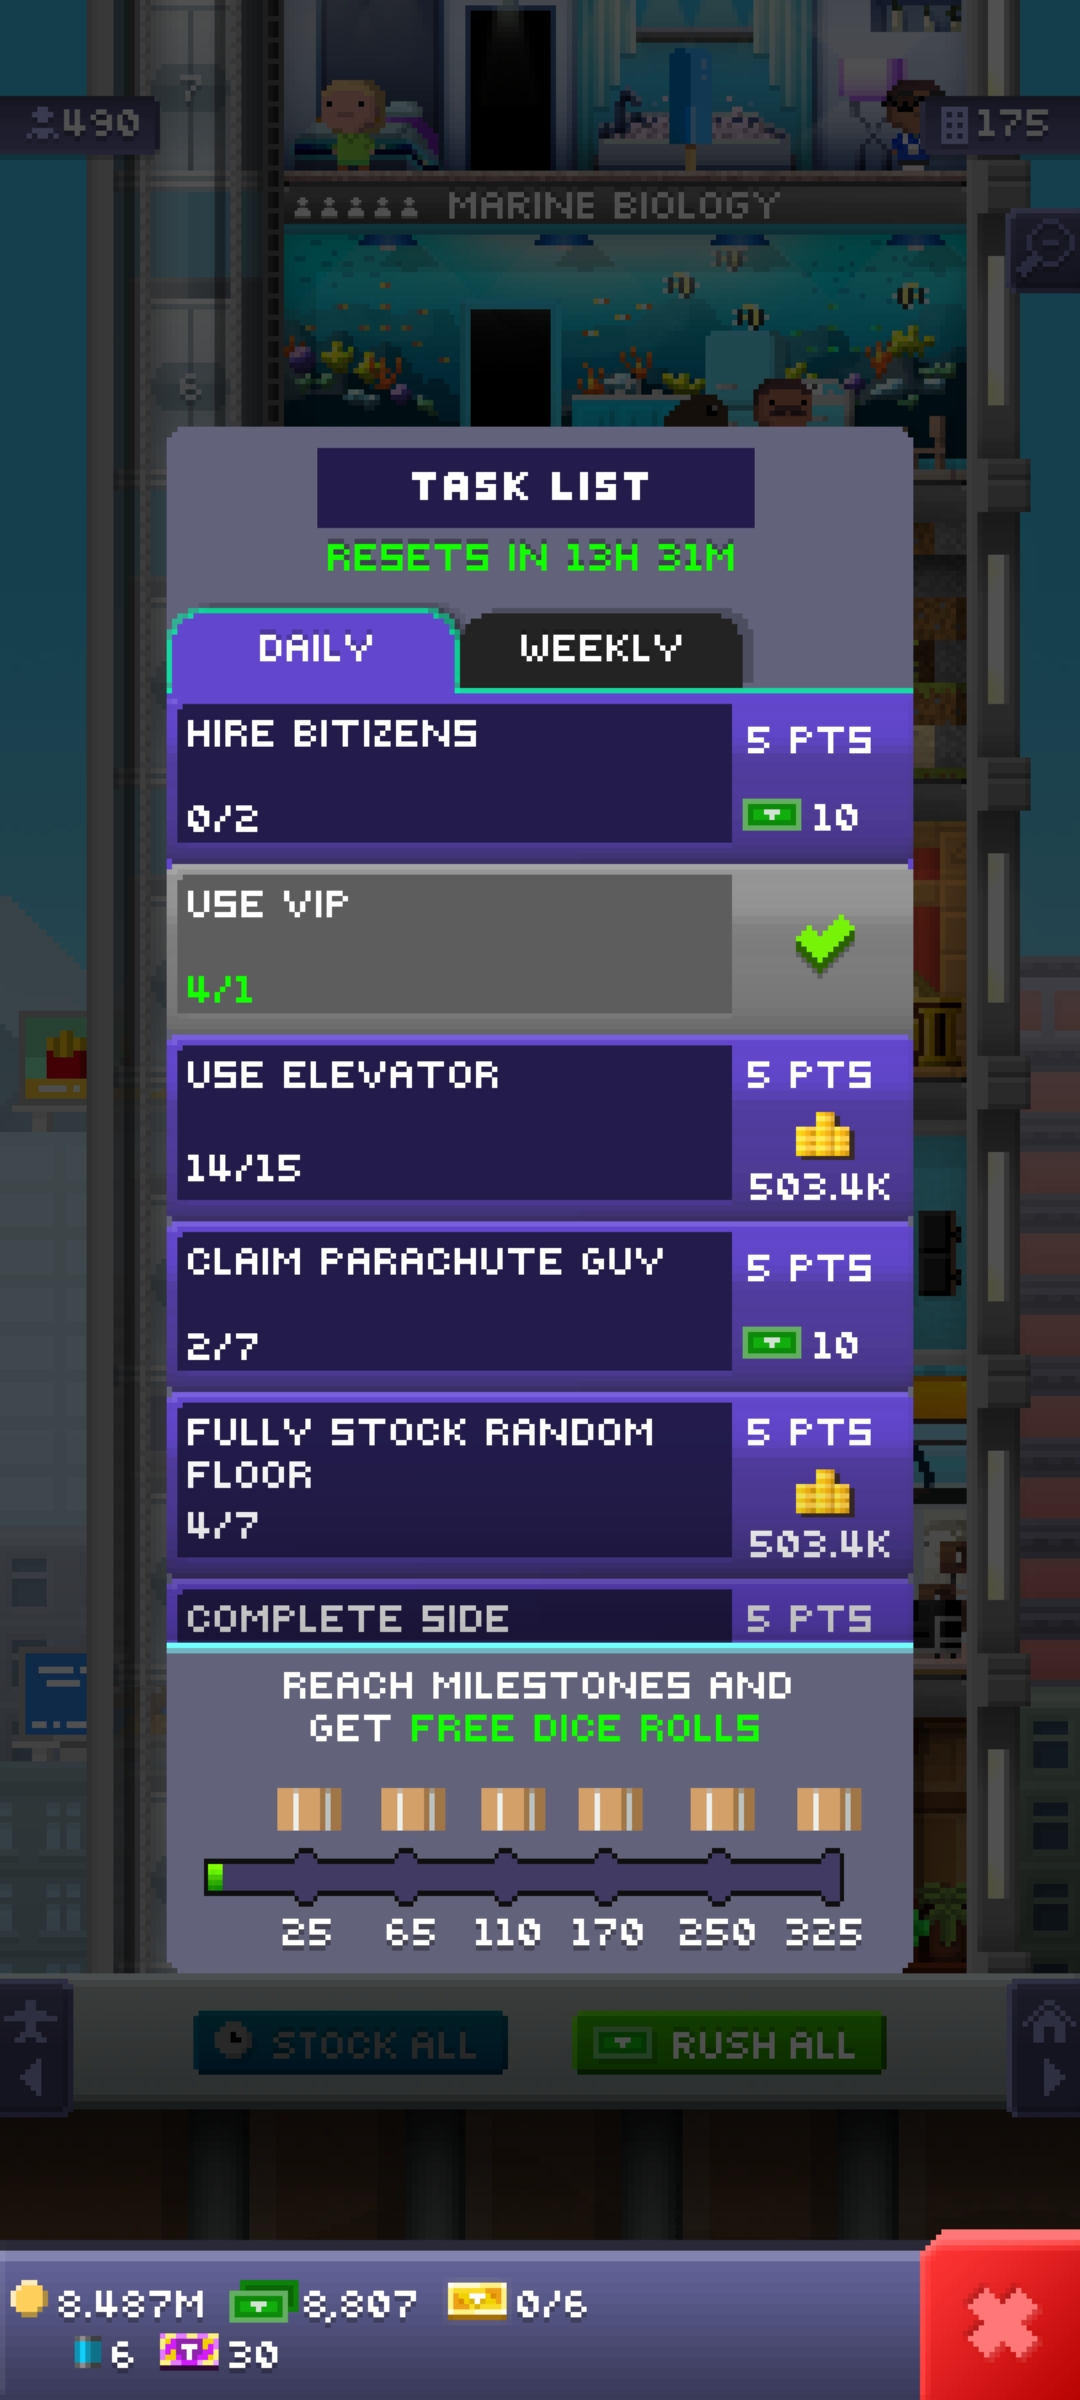 7
490
175
MARINE BIOLOGY
6
TASK LIST
RESETS IN 13H 31M
DAILY
WEEKLY
HIRE BITIZENS
5 PTS
0/2
10
USE VIP
4/1
USE ELEVATOR
5 PTS
14/15
503.4K
CLAIM PARACHUTE GUY
5 PTS
2/7
10
FULLY STOCK RANDOM
5 PTS
FLOOR
4/7
503.4K
COMPLETE SIDE
5 PTS
REACH MILESTONES AND
GET FREE DICE ROLLS
25 65 110 170 250 325
STOCK ALL
RUSH ALL
8.487M 8,807 0/6
6 30